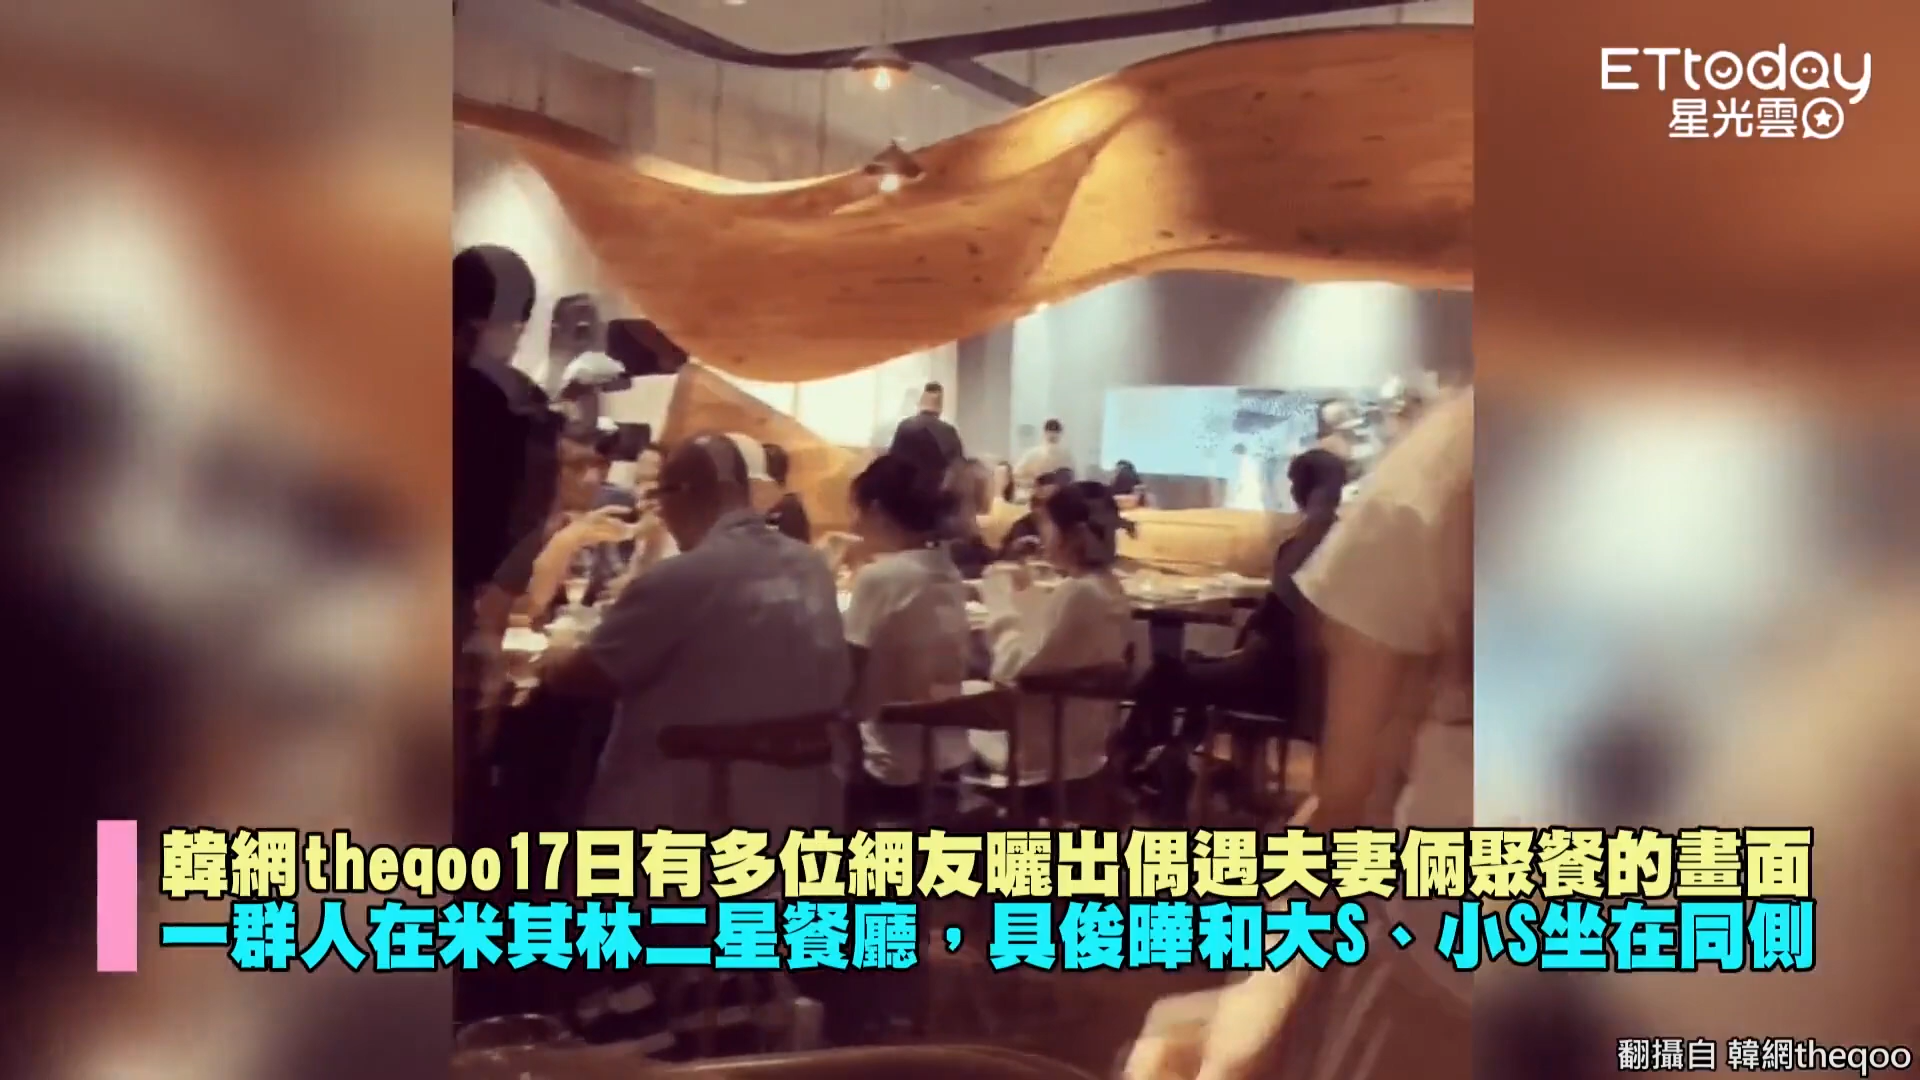 ETtoday
星光雲
韓網theqoo17日有多位網友曬出偶遇夫妻倆聚餐的畫面
一群人在米其林二星餐廳，具俊曄和大S、小S坐在同側
翻攝自 韓網theqoo